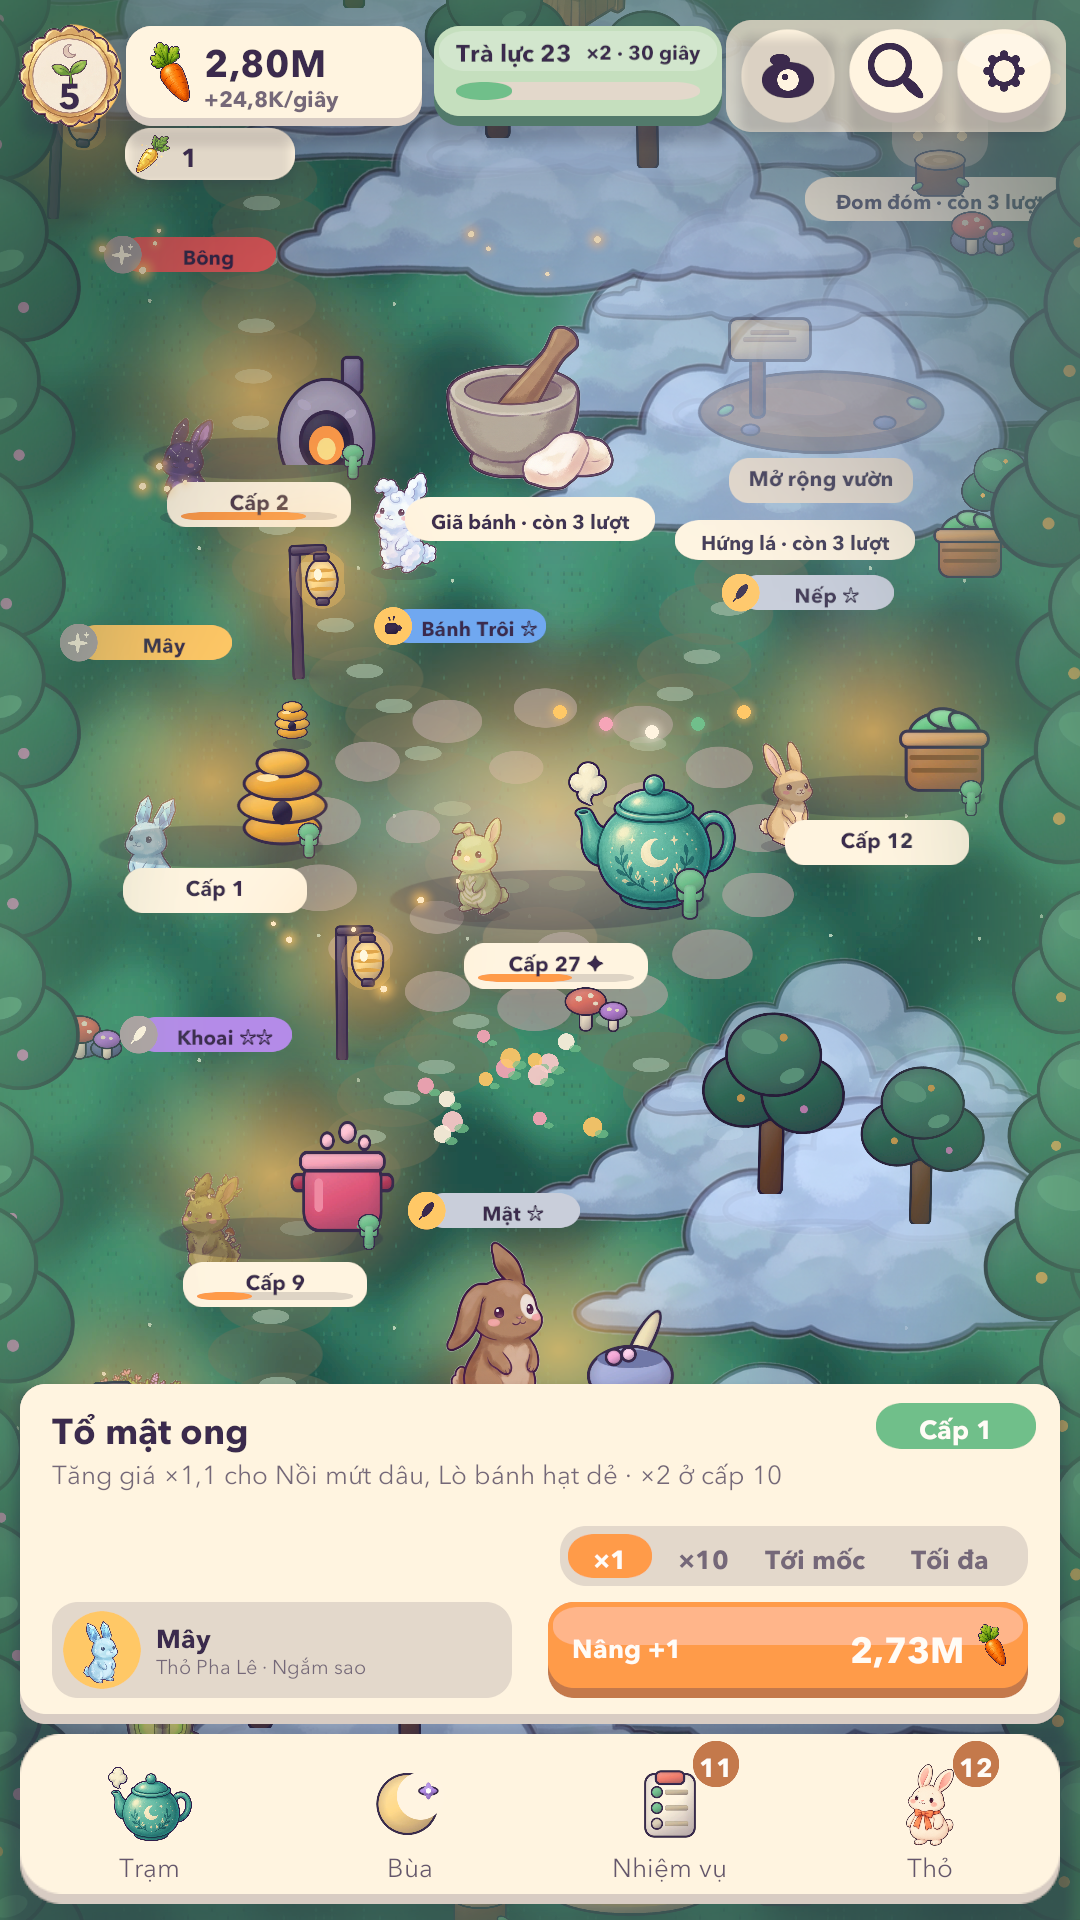 5
2,80M
+24,8K/giây
Trà lực 23 ×2 · 30 giây
1
Đom đóm · còn 3 lượt
Bông
Mở rộng vườn
Cấp 2
Giã bánh · còn 3 lượt
Hứng lá · còn 3 lượt
Nếp ☆
Bánh Trôi ☆
Mây
Cấp 12
Cấp 1
Cấp 27 ✦
Khoai ☆☆
Mật ☆
Cấp 9
Tổ mật ong
Cấp 1
Tăng giá ×1,1 cho Nồi mứt dâu, Lò bánh hạt dẻ · ×2 ở cấp 10
×1 ×10 Tới mốc Tối đa
Mây
Thỏ Pha Lê · Ngắm sao
Nâng +1 2,73M
11
12
Trạm Bùa Nhiệm vụ Thỏ